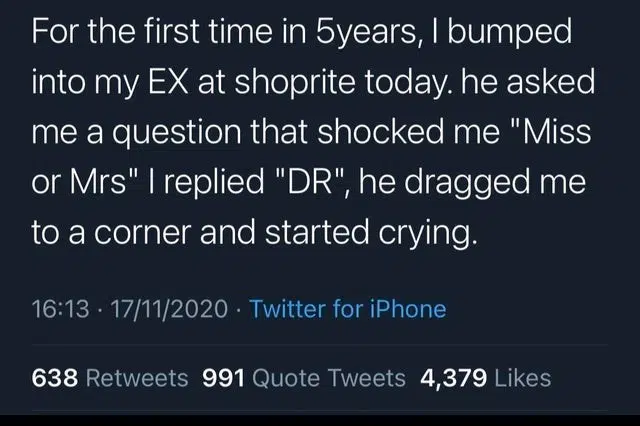 For the first time in 5years, I bumped
into my EX at shoprite today. he asked
me a question that shocked me "Miss
or Mrs" I replied "DR", he dragged me
to a corner and started crying.
16:13 · 17/11/2020 · Twitter for iPhone
638 Retweets 991 Quote Tweets 4,379 Likes